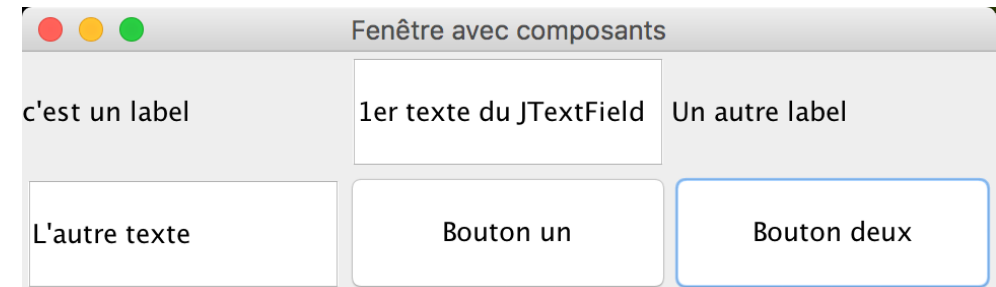 Fenêtre avec composants
c'est un label
1er texte du JTextField
Un autre label
L'autre texte
Bouton un
Bouton deux